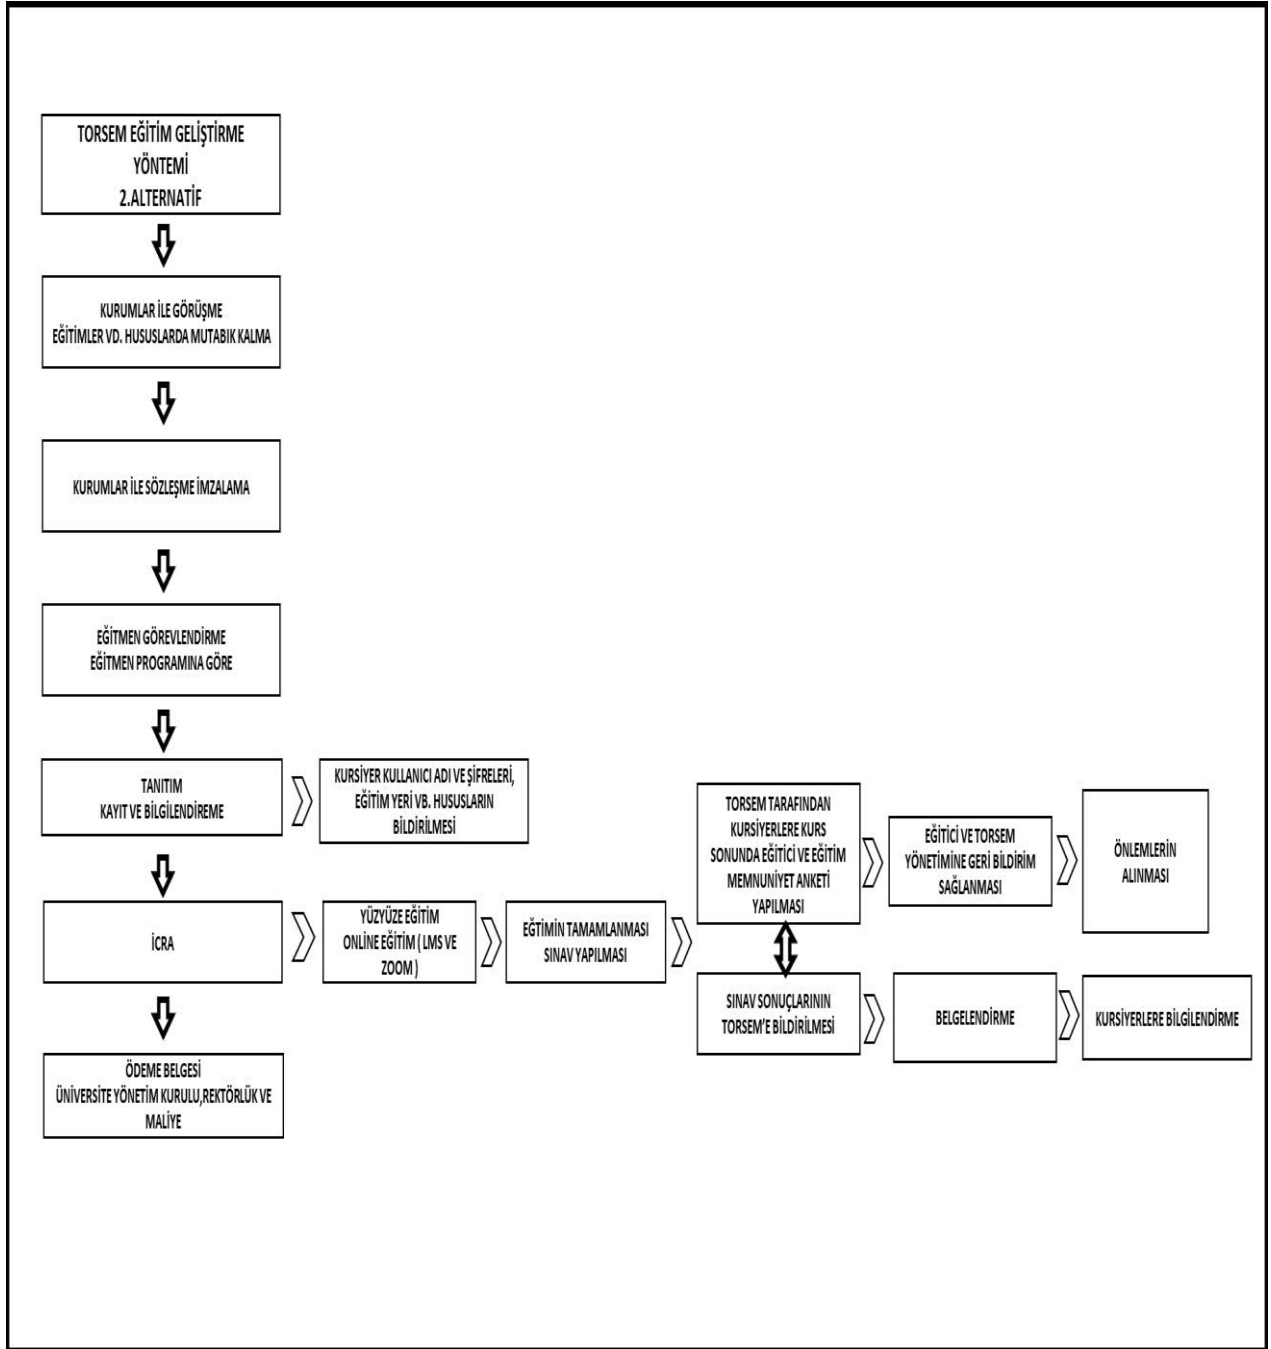 TORSEM EĞİTİM GELİŞTİRME
YÖNTEMİ
2.ALTERNATİF
KURUMLAR İLE GÖRÜŞME
EĞİTİMLER VD. HUSUSLARDA MUTABIK KALMA
KURUMLAR İLE SÖZLEŞME İMZALAMA
EĞİTMEN GÖREVLENDİRME
EĞİTMEN PROGRAMINA GÖRE
TANITIM
KAYIT VE BİLGİLENDİREME
KURSİYER KULLANICI ADI VE ŞİFRELERİ,
EĞİTİM YERİ VB. HUSUSLARIN
BİLDİRİLMESİ
İCRA
YÜZYÜZE EĞİTİM
ONLİNE EĞİTİM ( LMS VE
ZOOM )
EĞTİMİN TAMAMLANMASI
SINAV YAPILMASI
TORSEM TARAFINDAN
KURSİYERLERE KURS
SONUNDA EĞİTİCİ VE EĞİTİM
MEMNUNİYET ANKETİ
YAPILMASI
EĞİTİCİ VE TORSEM
YÖNETİMİNE GERİ BİLDİRİM
SAĞLANMASI
ÖNLEMLERİN
ALINMASI
SINAV SONUÇLARININ
TORSEM'E BİLDİRİLMESİ
BELGELENDİRME
KURSİYERLERE BİLGİLENDİRME
ÖDEME BELGESİ
ÜNİVERSİTE YÖNETİM KURULU,REKTÖRLÜK VE
MALİYE